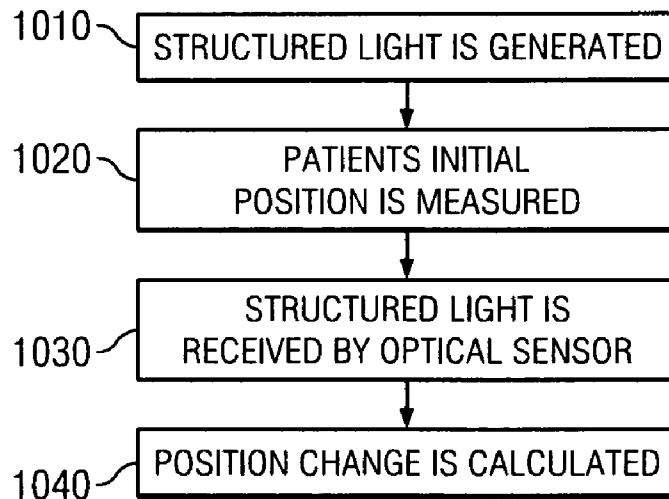 1010
STRUCTURED LIGHT IS GENERATED
1020
PATIENTS INITIAL
POSITION IS MEASURED
1030
STRUCTURED LIGHT IS
RECEIVED BY OPTICAL SENSOR
1040
POSITION CHANGE IS CALCULATED